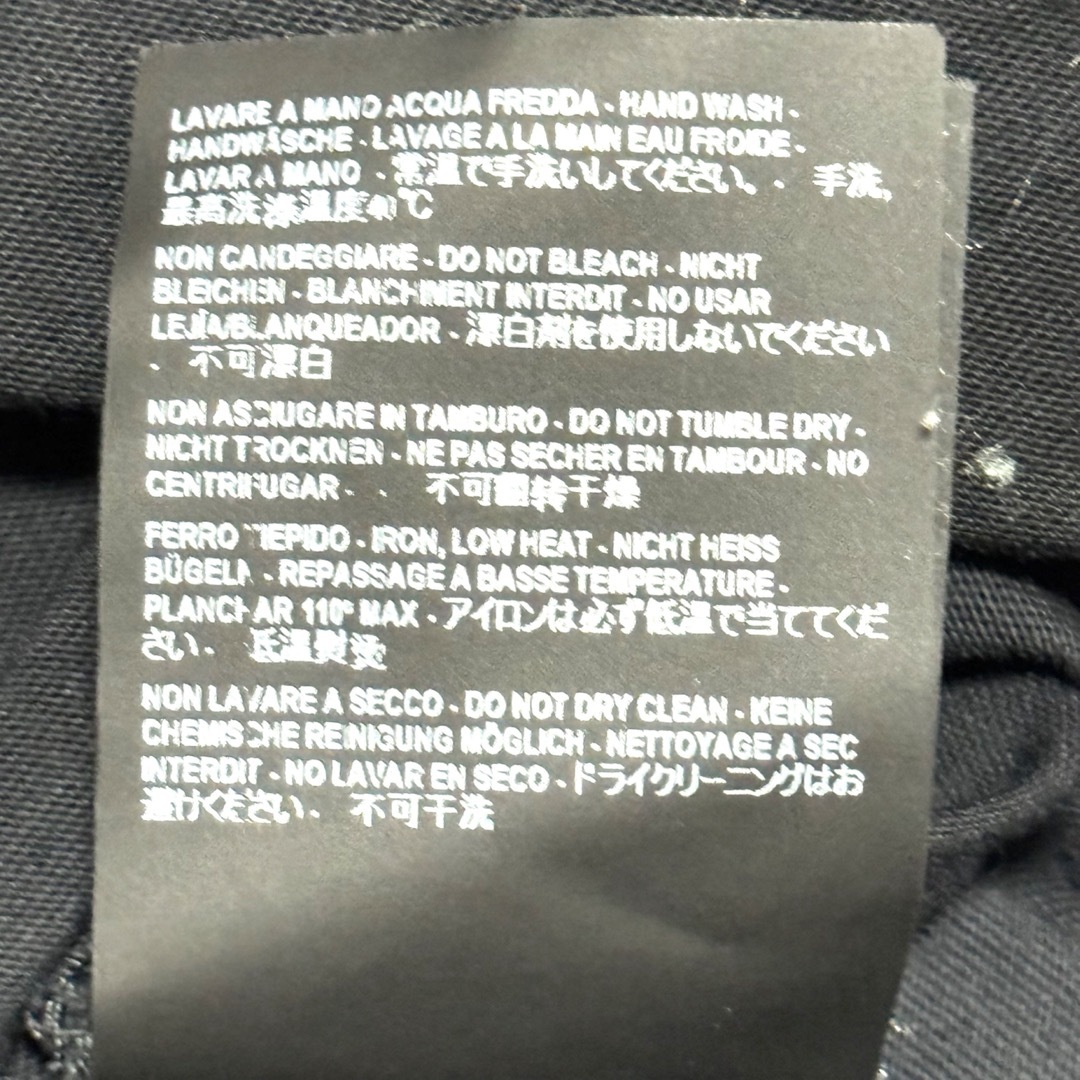 LAVARE A MANO ACQUA FREDDA - HAND WASH -
HANDWÄSCHE - LAVAGE A LA MAIN EAU FROIDE -
LAVAR A MANO - 常温で手洗いしてください。- 手洗,
最高洗涤温度40℃
NON CANDEGGIARE - DO NOT BLEACH - NICHT
BLEICHEN - BLANCHIMENT INTERDIT - NO USAR
LEJÍA/BLANQUEADOR - 漂白剤を使用しないでください
- 不可漂白
NON ASCIUGARE IN TAMBURO - DO NOT TUMBLE DRY -
NICHT TROCKNEN - NE PAS SECHER EN TAMBOUR - NO
CENTRIFUGAR - - 不可翻转干燥
FERRO TIEPIDO - IRON, LOW HEAT - NICHT HEISS
BÜGELN - REPASSAGE A BASSE TEMPERATURE -
PLANCHAR 110° MAX - アイロンは必ず低温で当ててくだ
さい - 低温熨烫
NON LAVARE A SECCO - DO NOT DRY CLEAN - KEINE
CHEMISCHE REINIGUNG MÖGLICH - NETTOYAGE A SEC
INTERDIT - NO LAVAR EN SECO - ドライクリーニングはお
避けください - 不可干洗